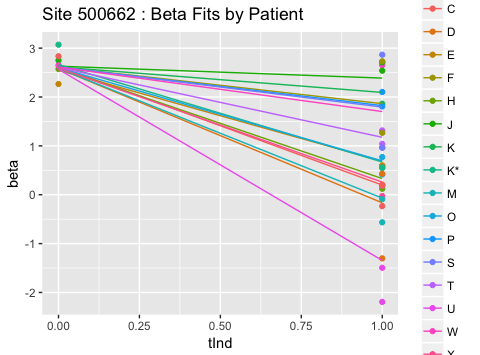 Site 500662 : Beta Fits by Patient
beta
3
2
1
0
-1
-2
0.00 0.25 0.50 0.75 1.00
tInd
C
D
E
F
H
J
K
K*
M
O
P
S
T
U
W
Y